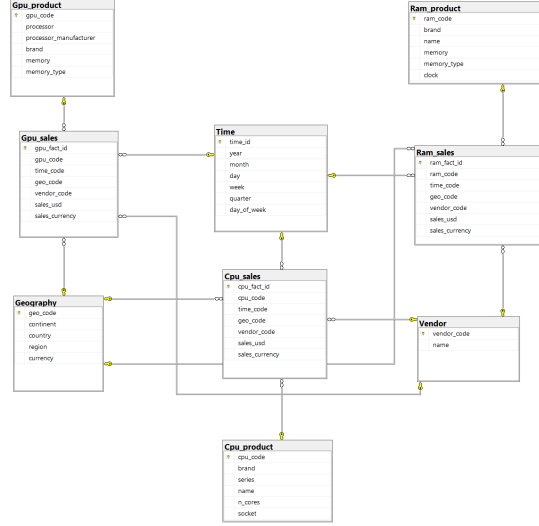 Gpu_product
gpu_code
processor
processor_manufacturer
brand
memory
memory_type
Ram_product
ram_code
brand
name
memory
memory_type
clock
Gpu_sales
gpu_fact_id
gpu_code
time_code
geo_code
vendor_code
sales_usd
sales_currency
Time
time_id
year
month
day
week
quarter
day_of_week
Ram_sales
ram_fact_id
ram_code
time_code
geo_code
vendor_code
sales_usd
sales_currency
Geography
geo_code
continent
country
region
currency
Cpu_sales
cpu_fact_id
cpu_code
time_code
geo_code
vendor_code
sales_usd
sales_currency
Vendor
vendor_code
name
Cpu_product
cpu_code
brand
series
name
n_cores
socket